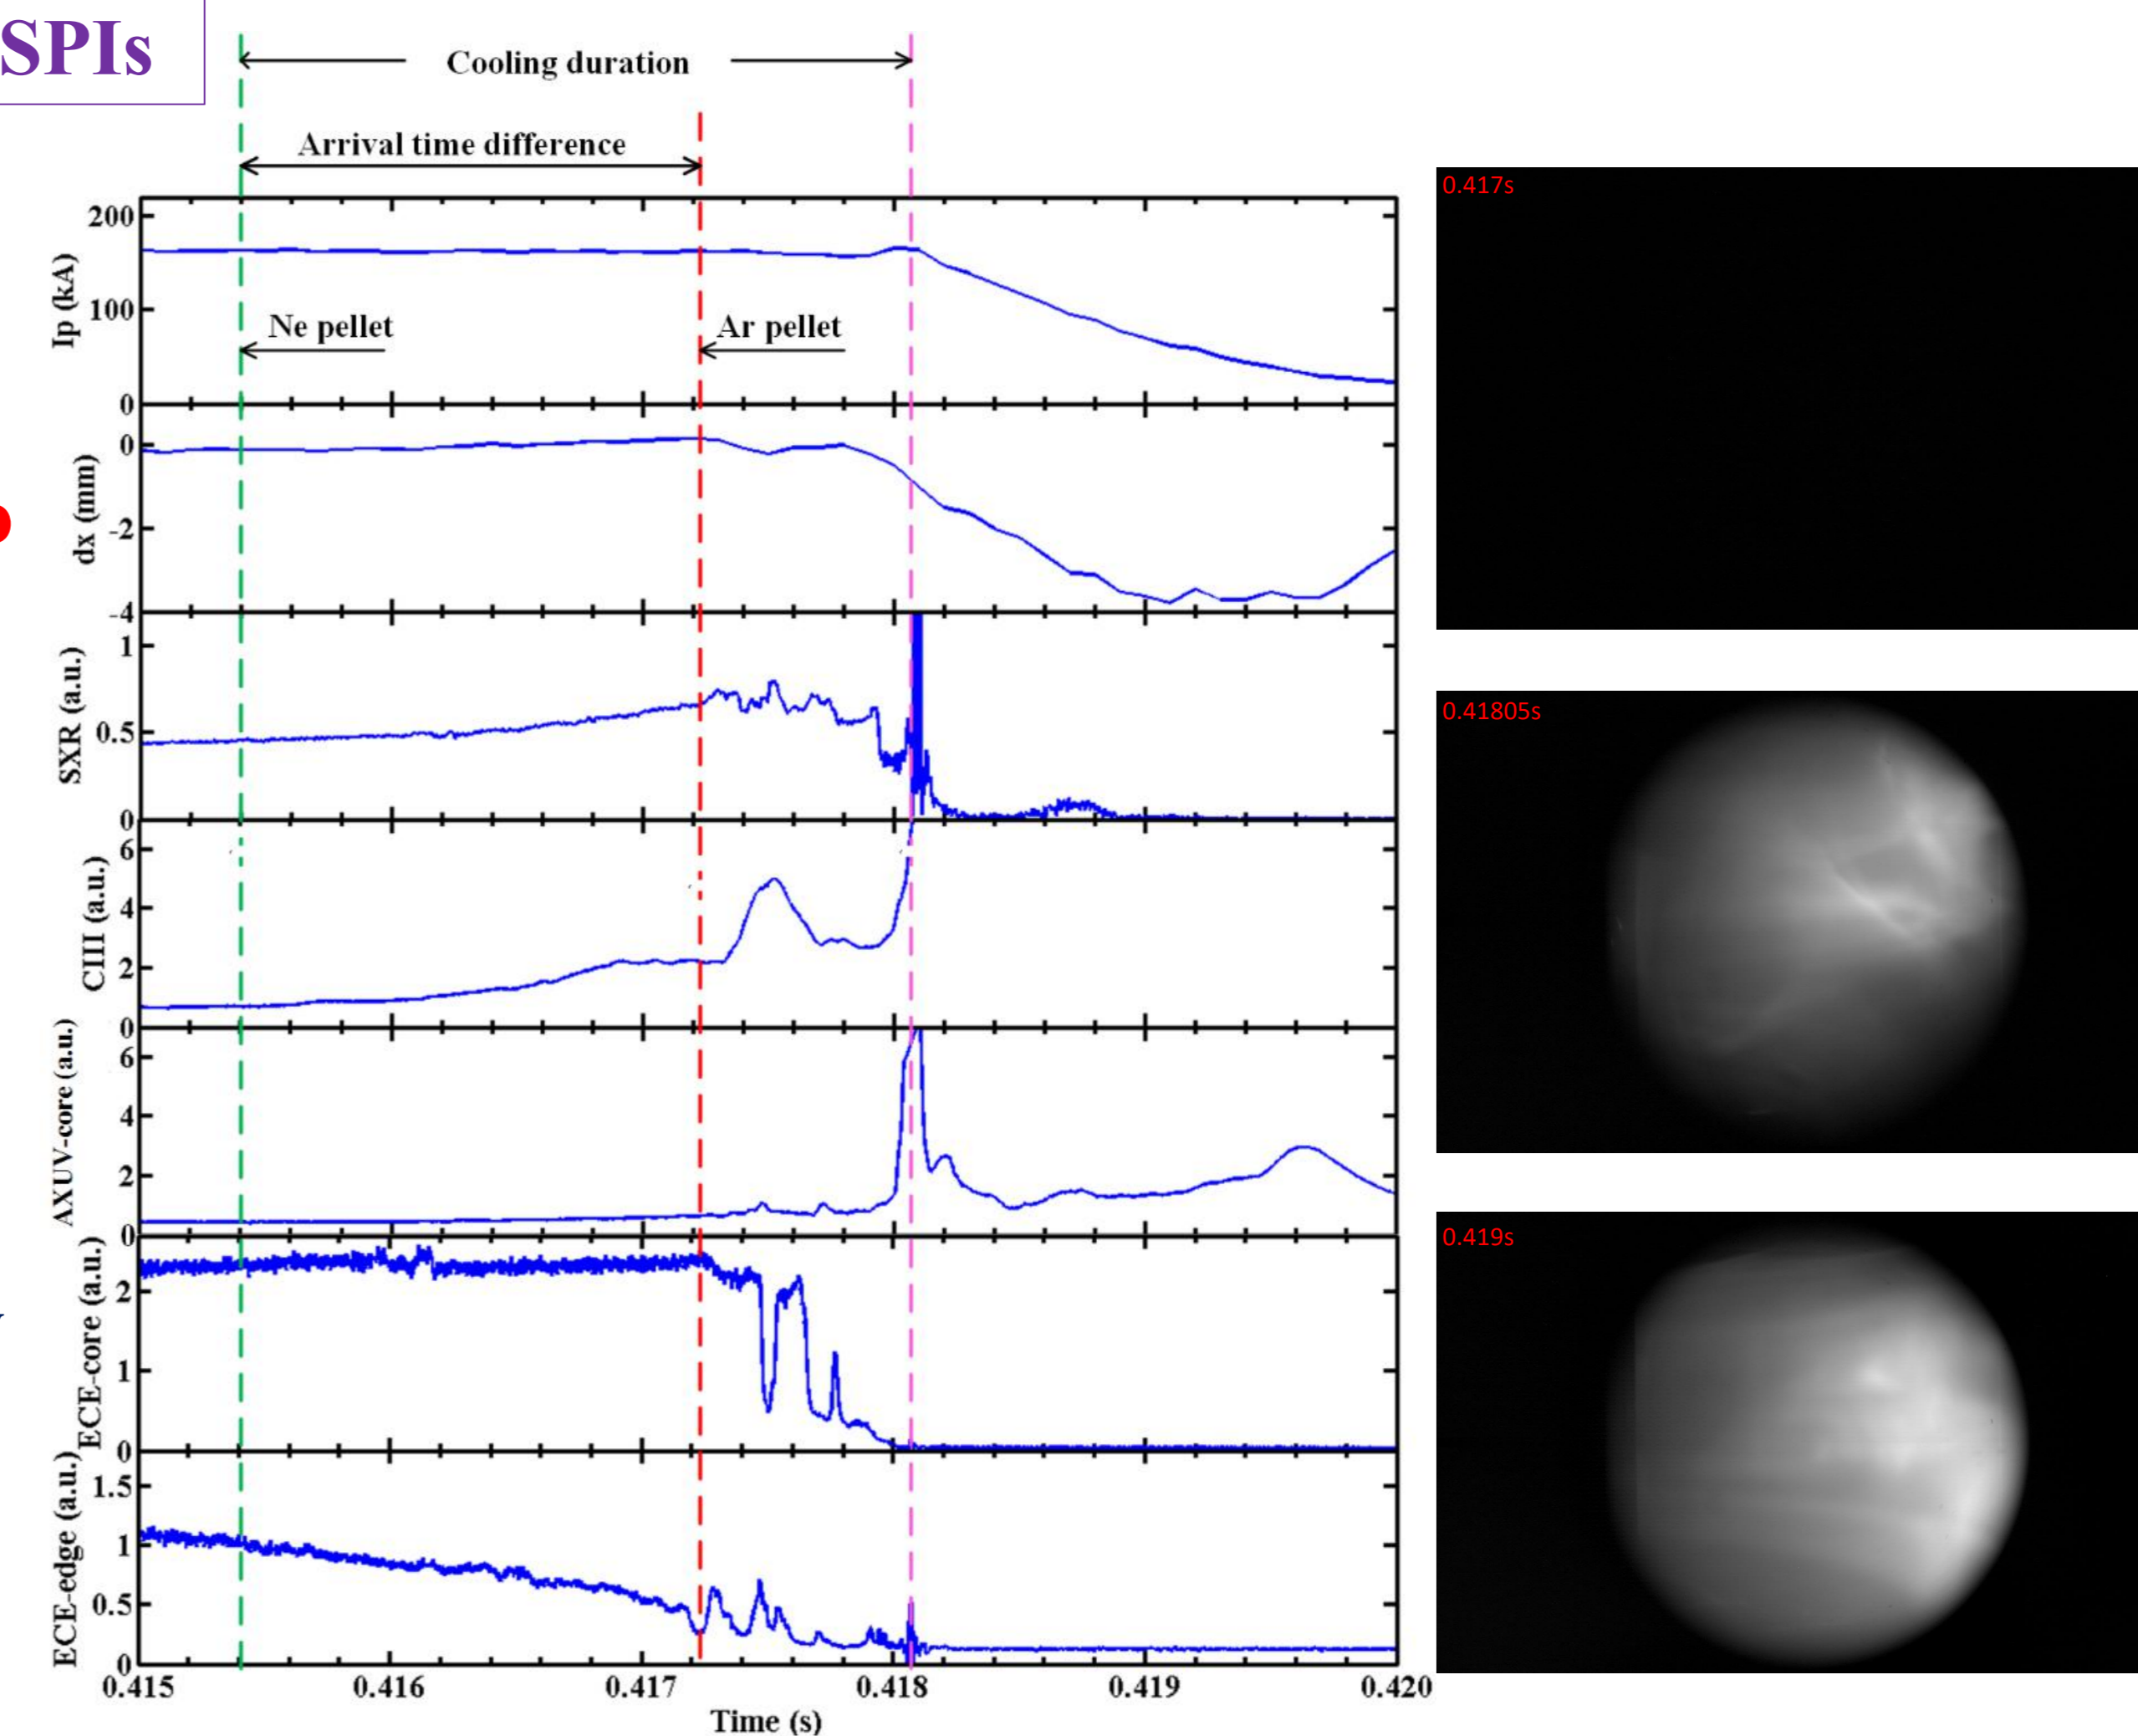 SPIs
Cooling duration
Arrival time difference
Ip (kA)
200
100
0
Ne pellet
Ar pellet
dx (mm)
0
-2
-4
SXR (a.u.)
1
0.5
0
CIII (a.u.)
6
4
2
0
AXUV-core (a.u.)
6
4
2
0
ECE-core (a.u.)
2
1
0
ECE-edge (a.u.)
1.5
1
0.5
0
0.415 0.416 0.417 0.418 0.419 0.420
Time (s)
0.417s
0.41805s
0.419s